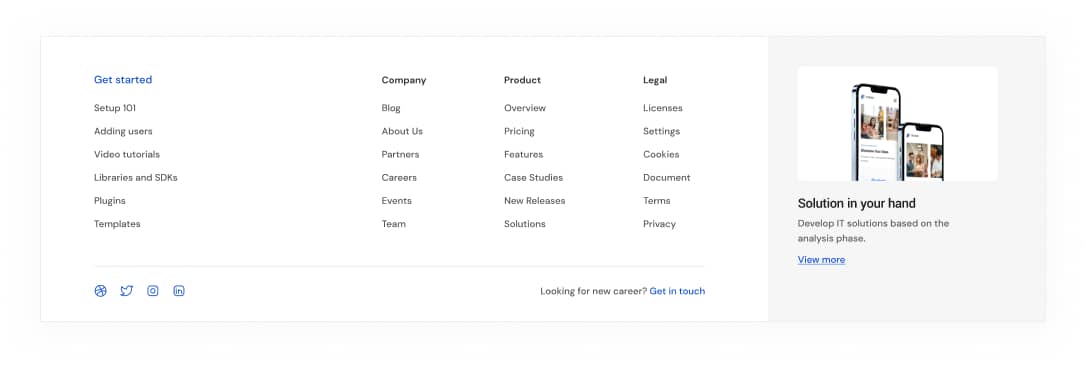 Get started
Setup 101
Adding users
Video tutorials
Libraries and SDKs
Plugins
Templates
Company
Blog
About Us
Partners
Careers
Events
Team
Product
Overview
Pricing
Features
Case Studies
New Releases
Solutions
Legal
Licenses
Settings
Cookies
Document
Terms
Privacy
Looking for new career? Get in touch
Solution in your hand
Develop IT solutions based on the
analysis phase.
View more